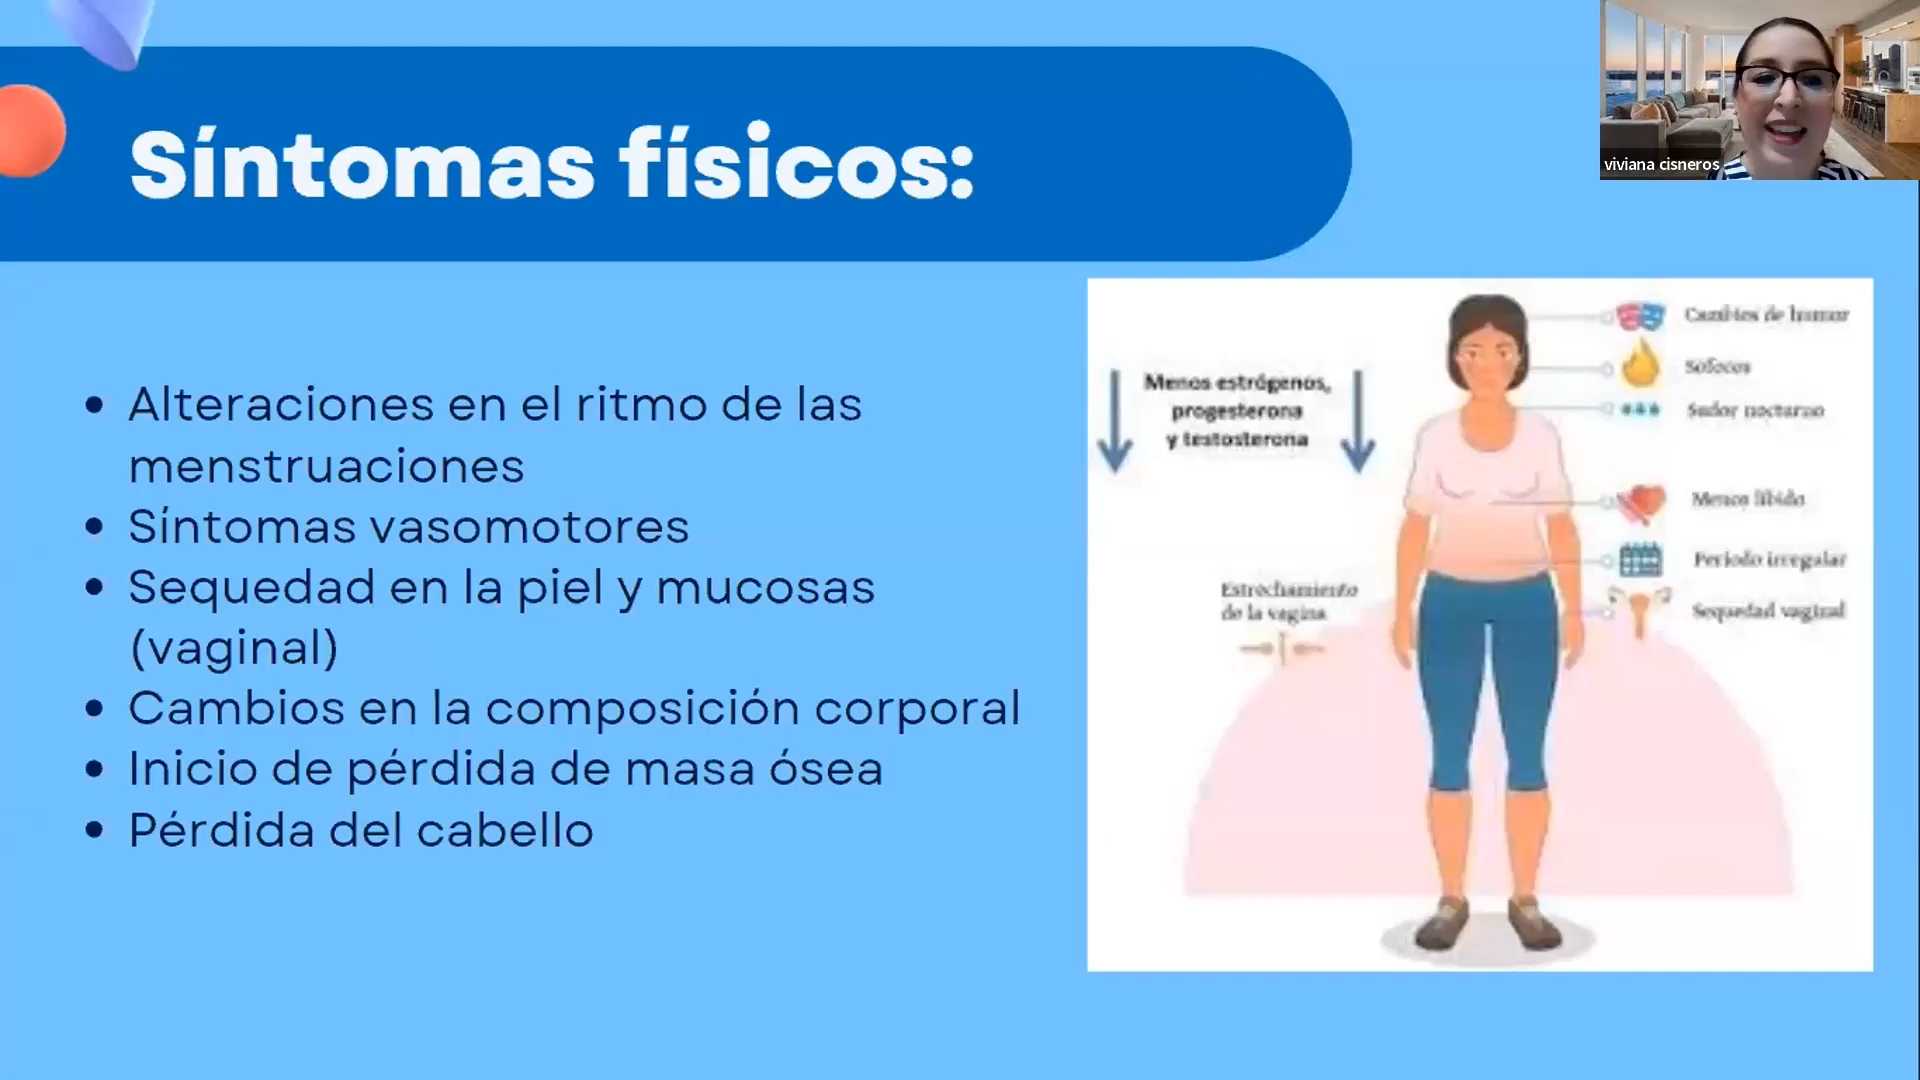 Síntomas físicos:
viviana cisneros
Alteraciones en el ritmo de las
menstruaciones
Síntomas vasomotores
Sequedad en la piel y mucosas
(vaginal)
Cambios en la composición corporal
Inicio de pérdida de masa ósea
Pérdida del cabello
Menos estrógenos,
progesterona
y testosterona
Estrechamiento
de la vagina
Cambios de humor
Sofocos
Sudor nocturno
Menos líbido
Periodo irregular
Sequedad vaginal